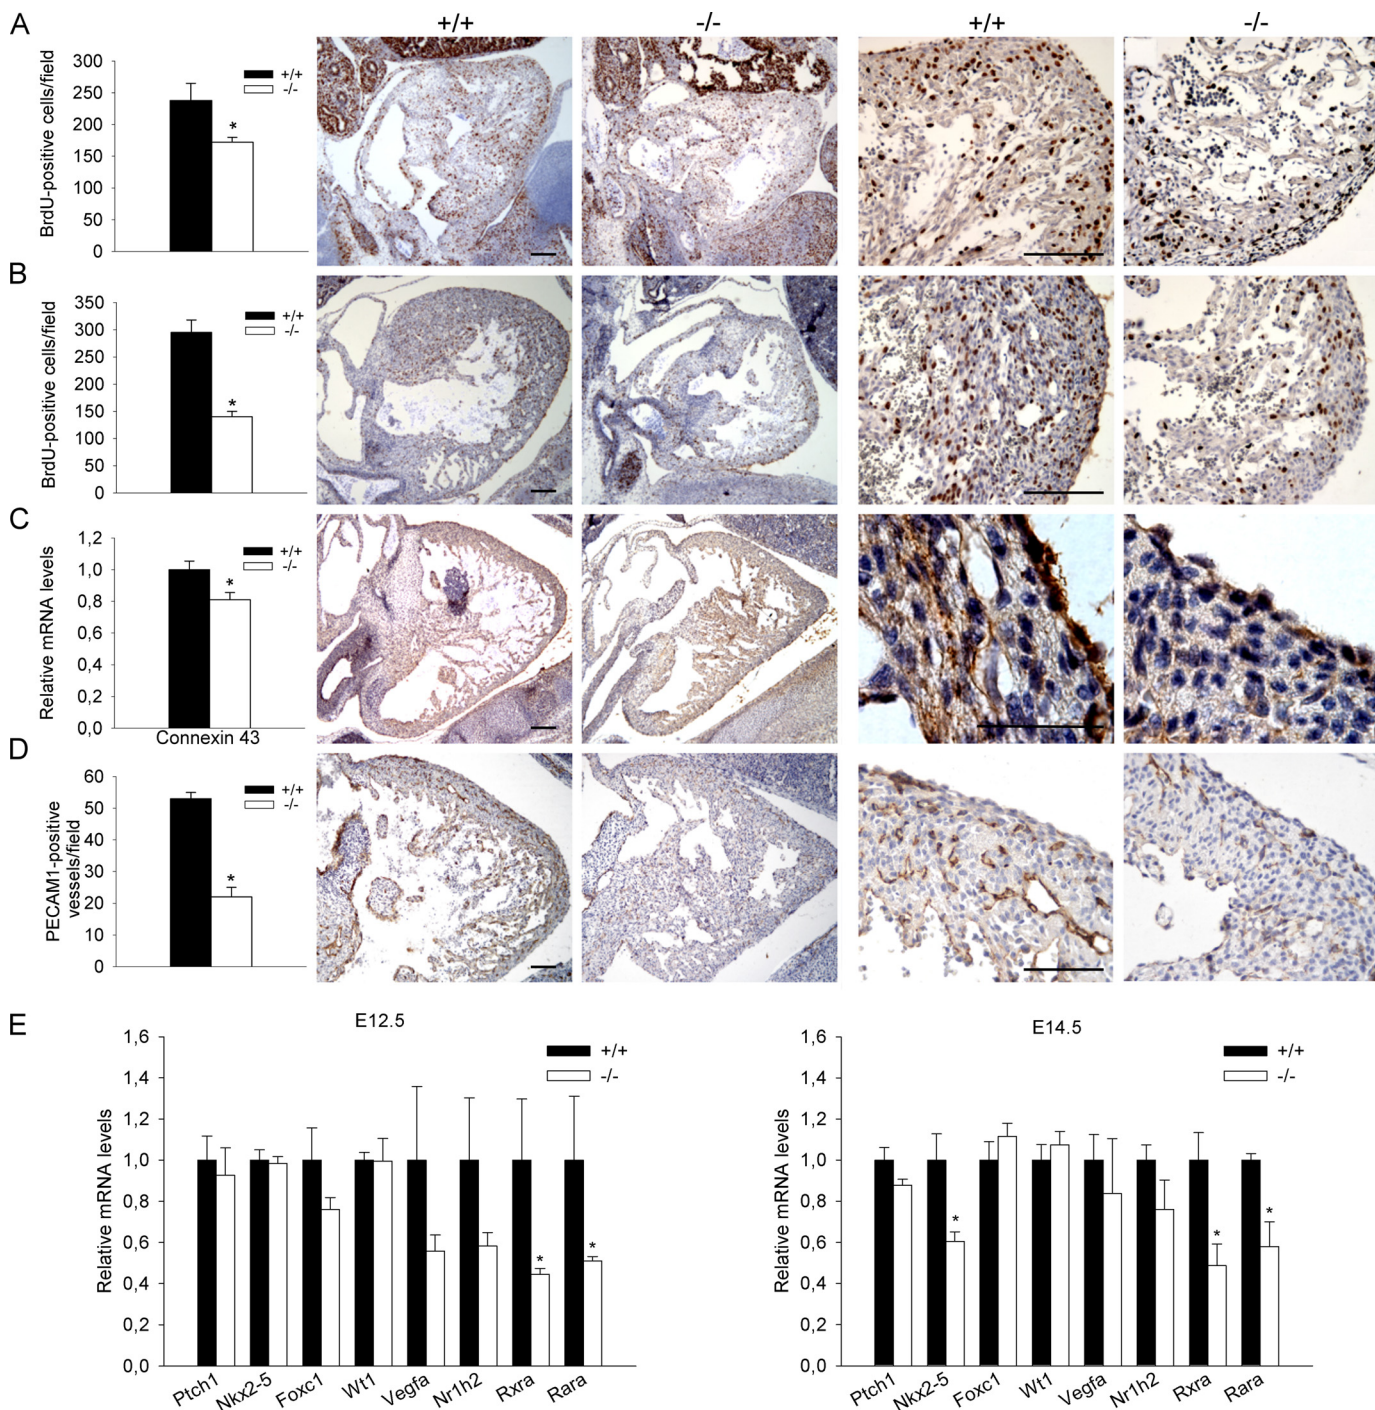 A
+/+
-/-
+/+
-/-
BrdU-positive cells/field
300
250
200
150
100
50
0
+/+
-/-
*
B
BrdU-positive cells/field
350
300
250
200
150
100
50
0
+/+
-/-
*
C
Relative mRNA levels
1,2
1,0
0,8
0,6
0,4
0,2
0,0
+/+
-/-
*
Connexin 43
D
PECAM1-positive
vessels/field
60
50
40
30
20
10
0
+/+
-/-
*
E
E12.5
Relative mRNA levels
1,6
1,4
1,2
1,0
0,8
0,6
0,4
0,2
0,0
+/+
-/-
*
*
Ptch1
Nkx2-5
Foxc1
Wt1
Vegfa
Nr1h2
Rxra
Rara
E14.5
Relative mRNA levels
1,6
1,4
1,2
1,0
0,8
0,6
0,4
0,2
0,0
+/+
-/-
*
*
*
Ptch1
Nkx2-5
Foxc1
Wt1
Vegfa
Nr1h2
Rxra
Rara